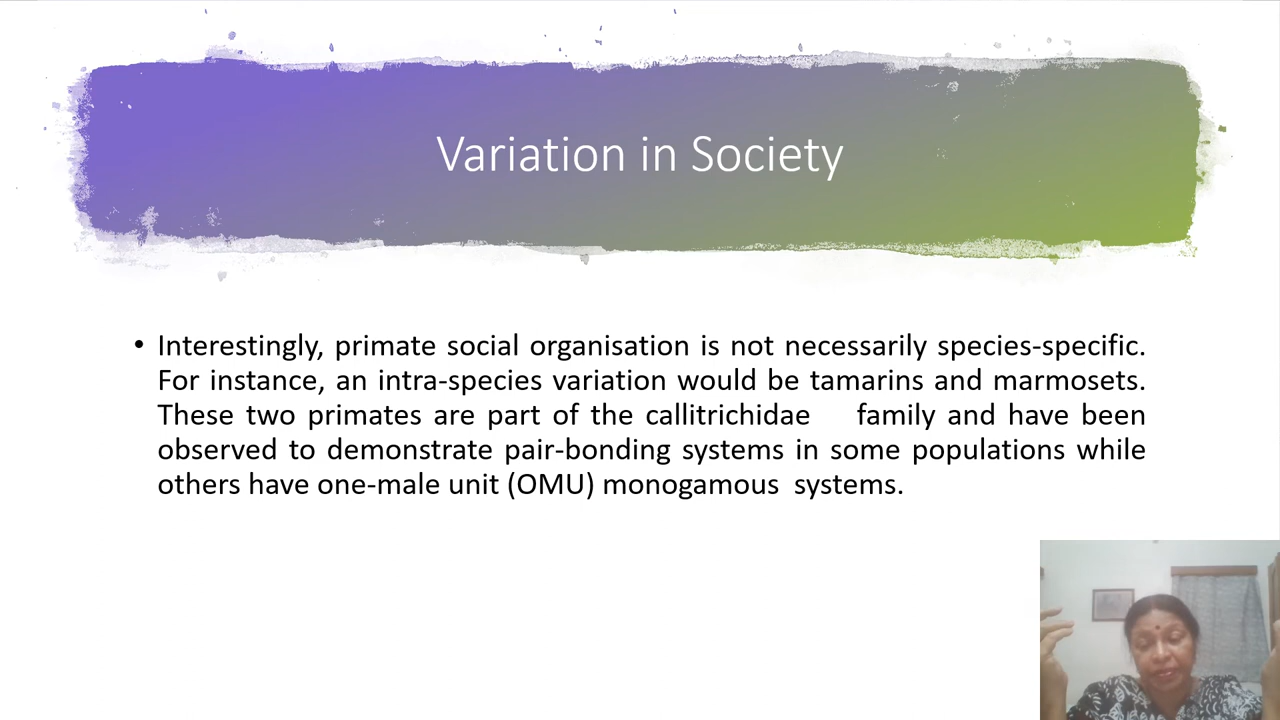 Variation in Society
• Interestingly, primate social organisation is not necessarily species-specific.
For instance, an intra-species variation would be tamarins and marmosets.
These two primates are part of the callitrichidae family and have been
observed to demonstrate pair-bonding systems in some populations while
others have one-male unit (OMU) monogamous systems.